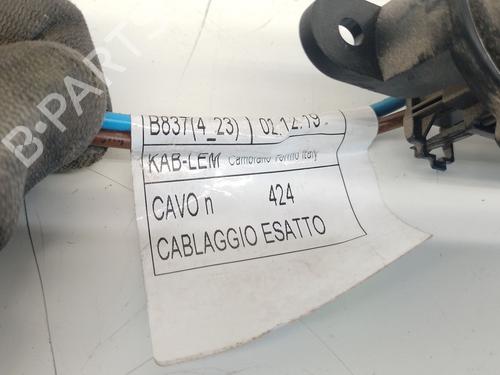 B837(4_23) 02.12.19
KAB-LEM Cambiano Torino Italy
CAVO n 424
CABLAGGIO ESATTO
B-PARTS